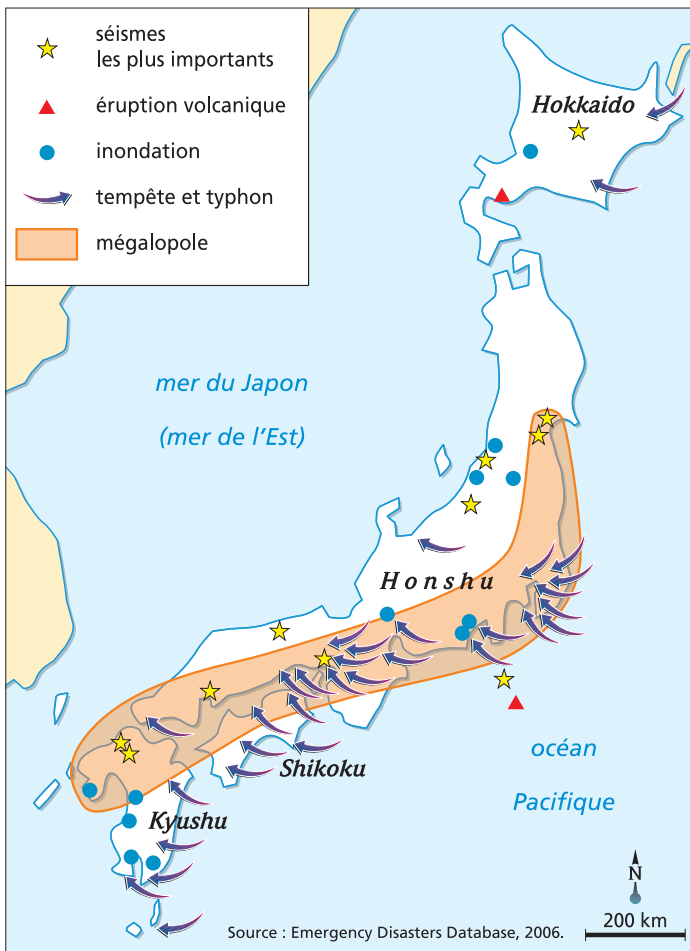 séismes
les plus importants
éruption volcanique
inondation
tempête et typhon
mégalopole
Hokkaido
mer du Japon
(mer de l'Est)
Honshu
Shikoku
océan
Pacifique
Kyushu
N
200 km
Source : Emergency Disasters Database, 2006.